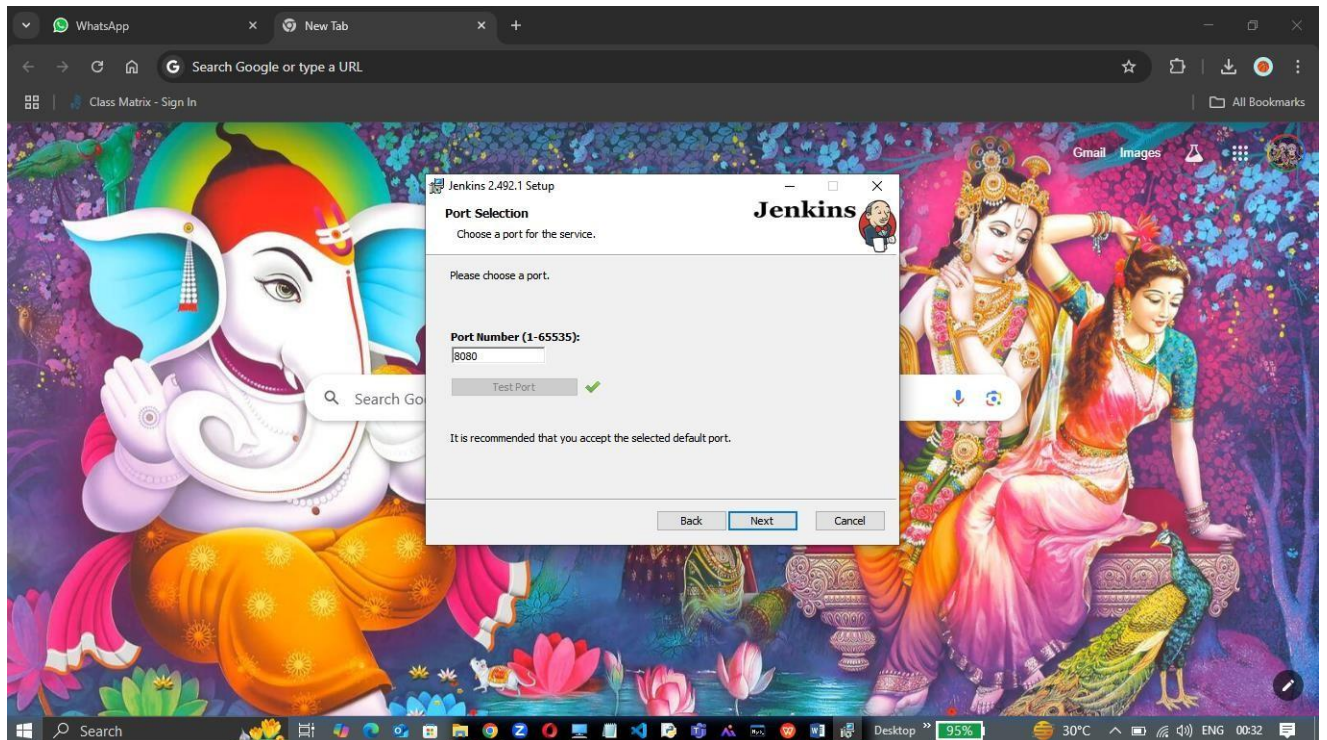 WhatsApp
New Tab
Search Google or type a URL
Class Matrix - Sign In
All Bookmarks
Gmail Images
Jenkins 2.492.1 Setup
Port Selection
Choose a port for the service.
Jenkins
Please choose a port.
Port Number (1-65535):
8080
Test Port
Search Go
It is recommended that you accept the selected default port.
Back Next Cancel
Search
Desktop
95%
30°C
ENG 00:32